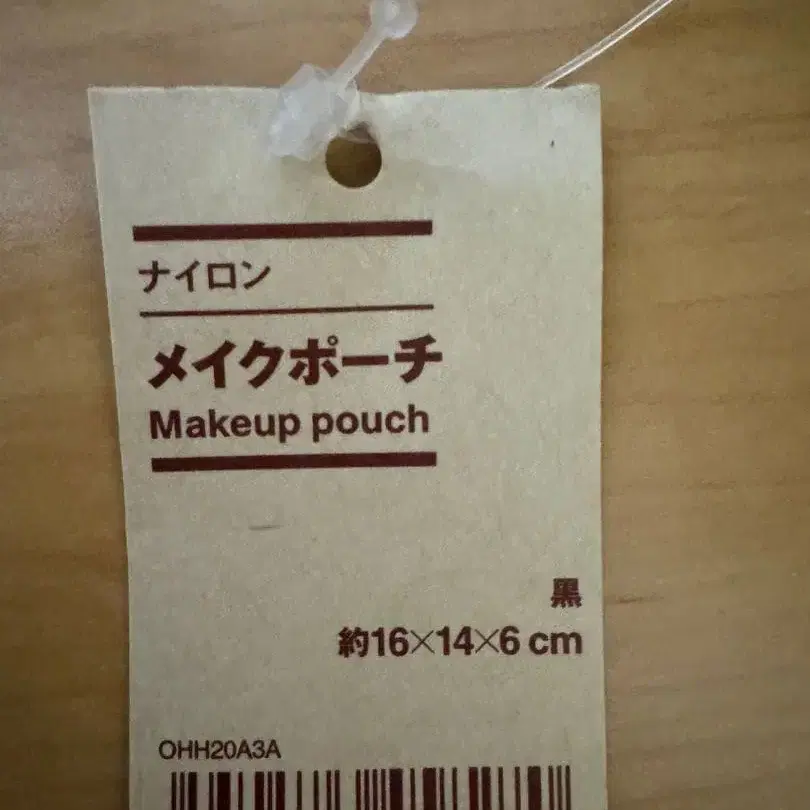 ナイロン
メイクポーチ
Makeup pouch
黒
約16×14×6 cm
OHH20A3A